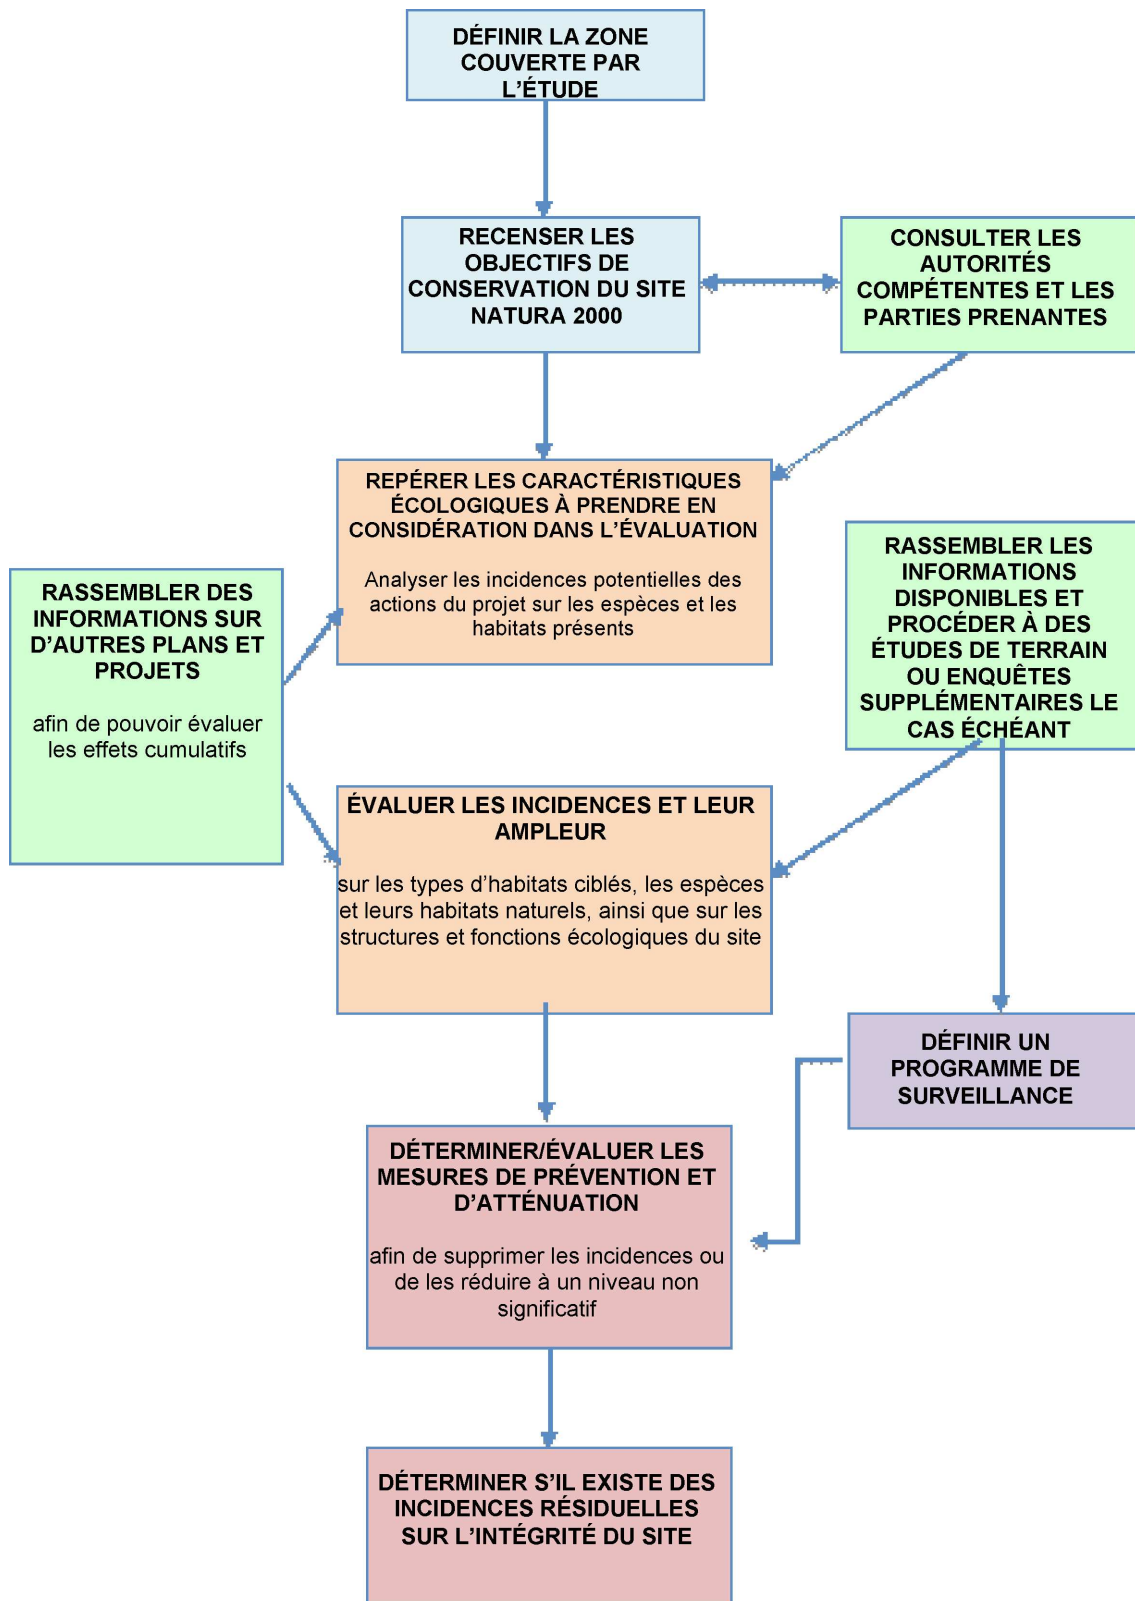 DÉFINIR LA ZONE
COUVERTE PAR
L’ÉTUDE
RECENSER LES
OBJECTIFS DE
CONSERVATION DU SITE
NATURA 2000
CONSULTER LES
AUTORITÉS
COMPÉTENTES ET LES
PARTIES PRENANTES
REPÉRER LES CARACTÉRISTIQUES
ÉCOLOGIQUES À PRENDRE EN
CONSIDÉRATION DANS L’ÉVALUATION
Analyser les incidences potentielles des
actions du projet sur les espèces et les
habitats présents
RASSEMBLER DES
INFORMATIONS SUR
D’AUTRES PLANS ET
PROJETS
afin de pouvoir évaluer
les effets cumulatifs
RASSEMBLER LES
INFORMATIONS
DISPONIBLES ET
PROCÉDER À DES
ÉTUDES DE TERRAIN
OU ENQUÊTES
SUPPLÉMENTAIRES LE
CAS ÉCHÉANT
ÉVALUER LES INCIDENCES ET LEUR
AMPLEUR
sur les types d’habitats ciblés, les espèces
et leurs habitats naturels, ainsi que sur les
structures et fonctions écologiques du site
DÉFINIR UN
PROGRAMME DE
SURVEILLANCE
DÉTERMINER/ÉVALUER LES
MESURES DE PRÉVENTION ET
D’ATTÉNUATION
afin de supprimer les incidences ou
de les réduire à un niveau non
significatif
DÉTERMINER S’IL EXISTE DES
INCIDENCES RÉSIDUELLES
SUR L’INTÉGRITÉ DU SITE